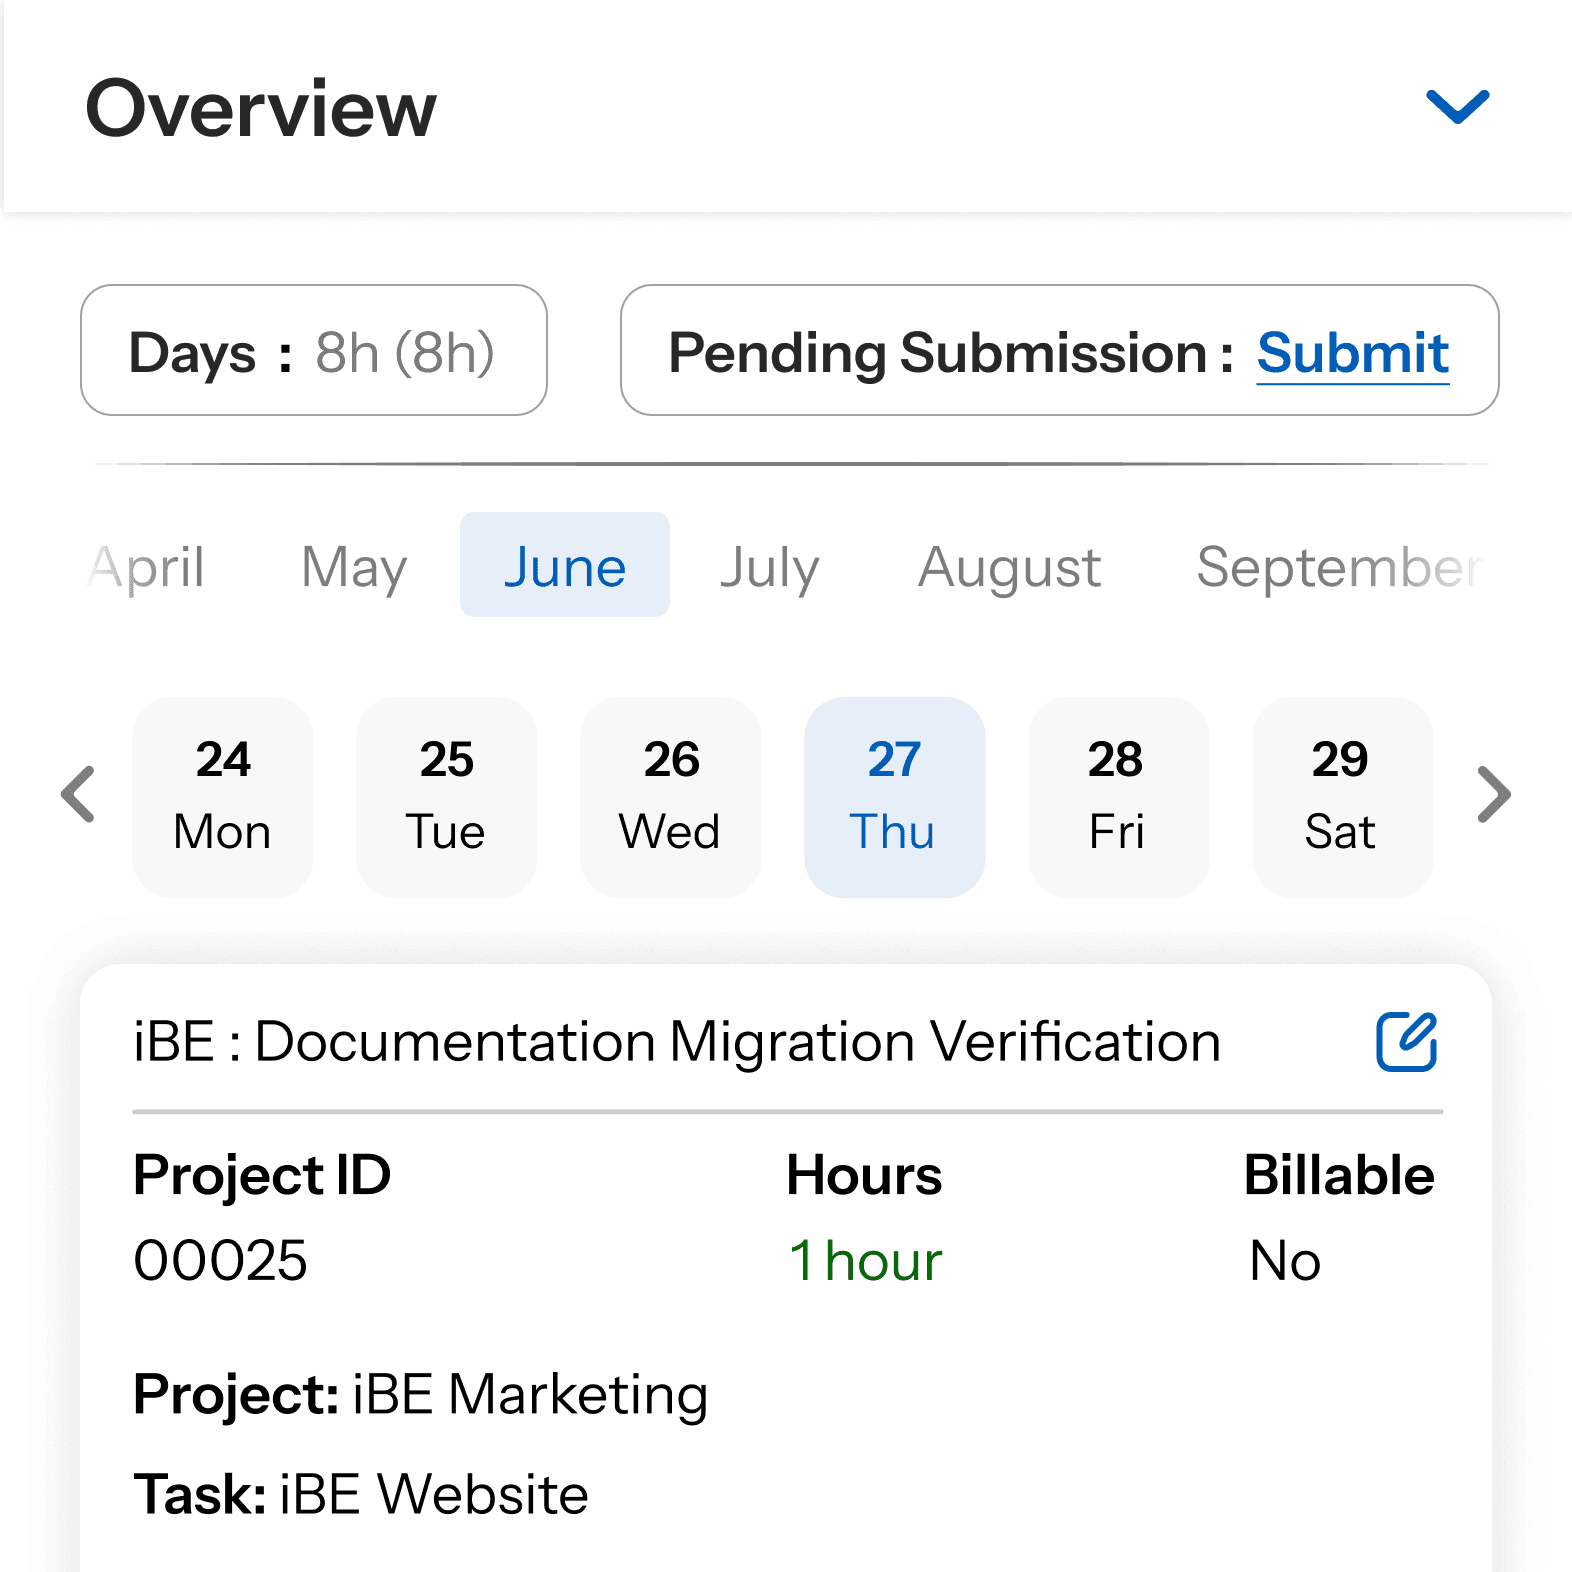 Overview
Days : 8h (8h) Pending Submission : Submit
April May June July August September
24 25 26 27 28 29
Mon Tue Wed Thu Fri Sat
iBE : Documentation Migration Verification
Project ID Hours Billable
00025 1 hour No
Project: iBE Marketing
Task: iBE Website